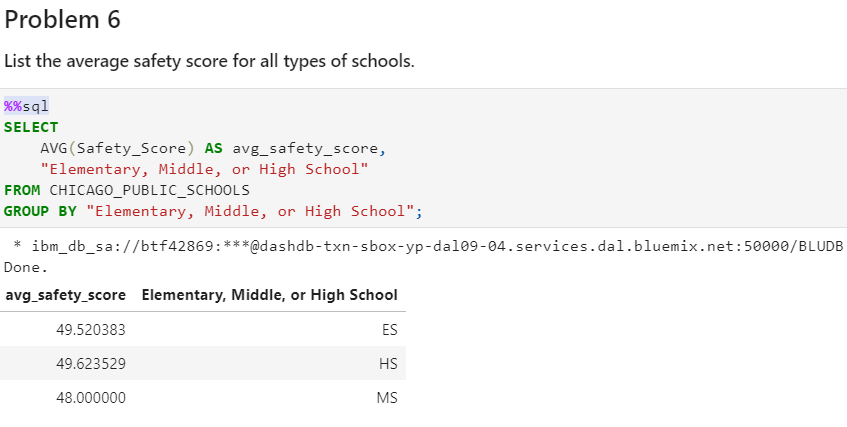 Problem 6
List the average safety score for all types of schools.
%%sql
SELECT
AVG(Safety_Score) AS avg_safety_score,
"Elementary, Middle, or High School"
FROM CHICAGO_PUBLIC_SCHOOLS
GROUP BY "Elementary, Middle, or High School";
* ibm_db_sa://btf42869:***@dashdb-txn-sbox-yp-dal09-04.services.dal.bluemix.net:50000/BLUDB
Done.
avg_safety_score Elementary, Middle, or High School
49.520383 ES
49.623529 HS
48.000000 MS